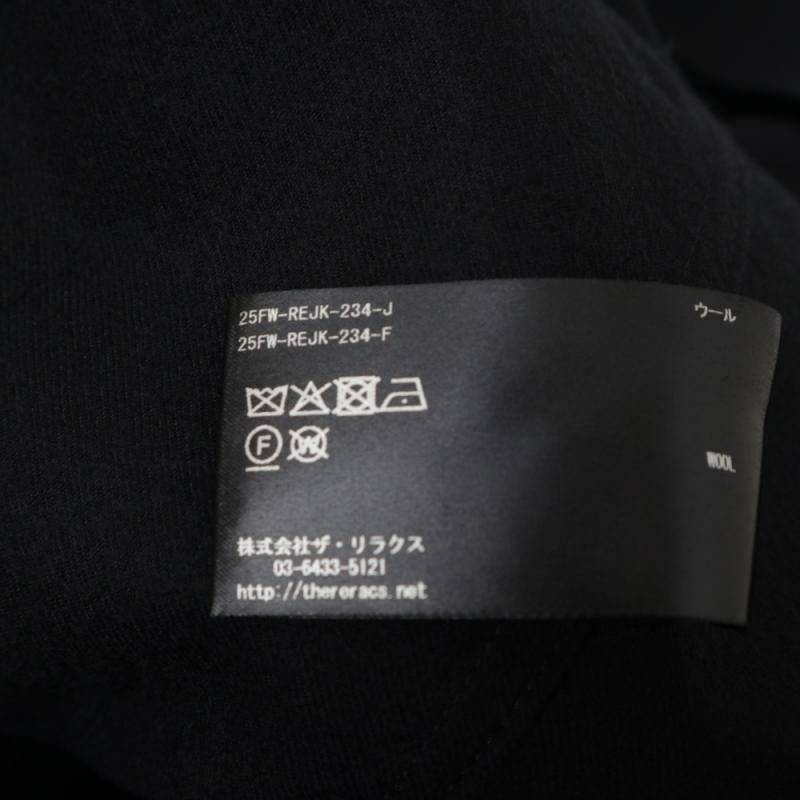 25FW-REJK-234-J
ウール
25FW-REJK-234-F
F
W
WOOL
株式会社ザ・リラクス
03-6433-5121
http://thereracs.net